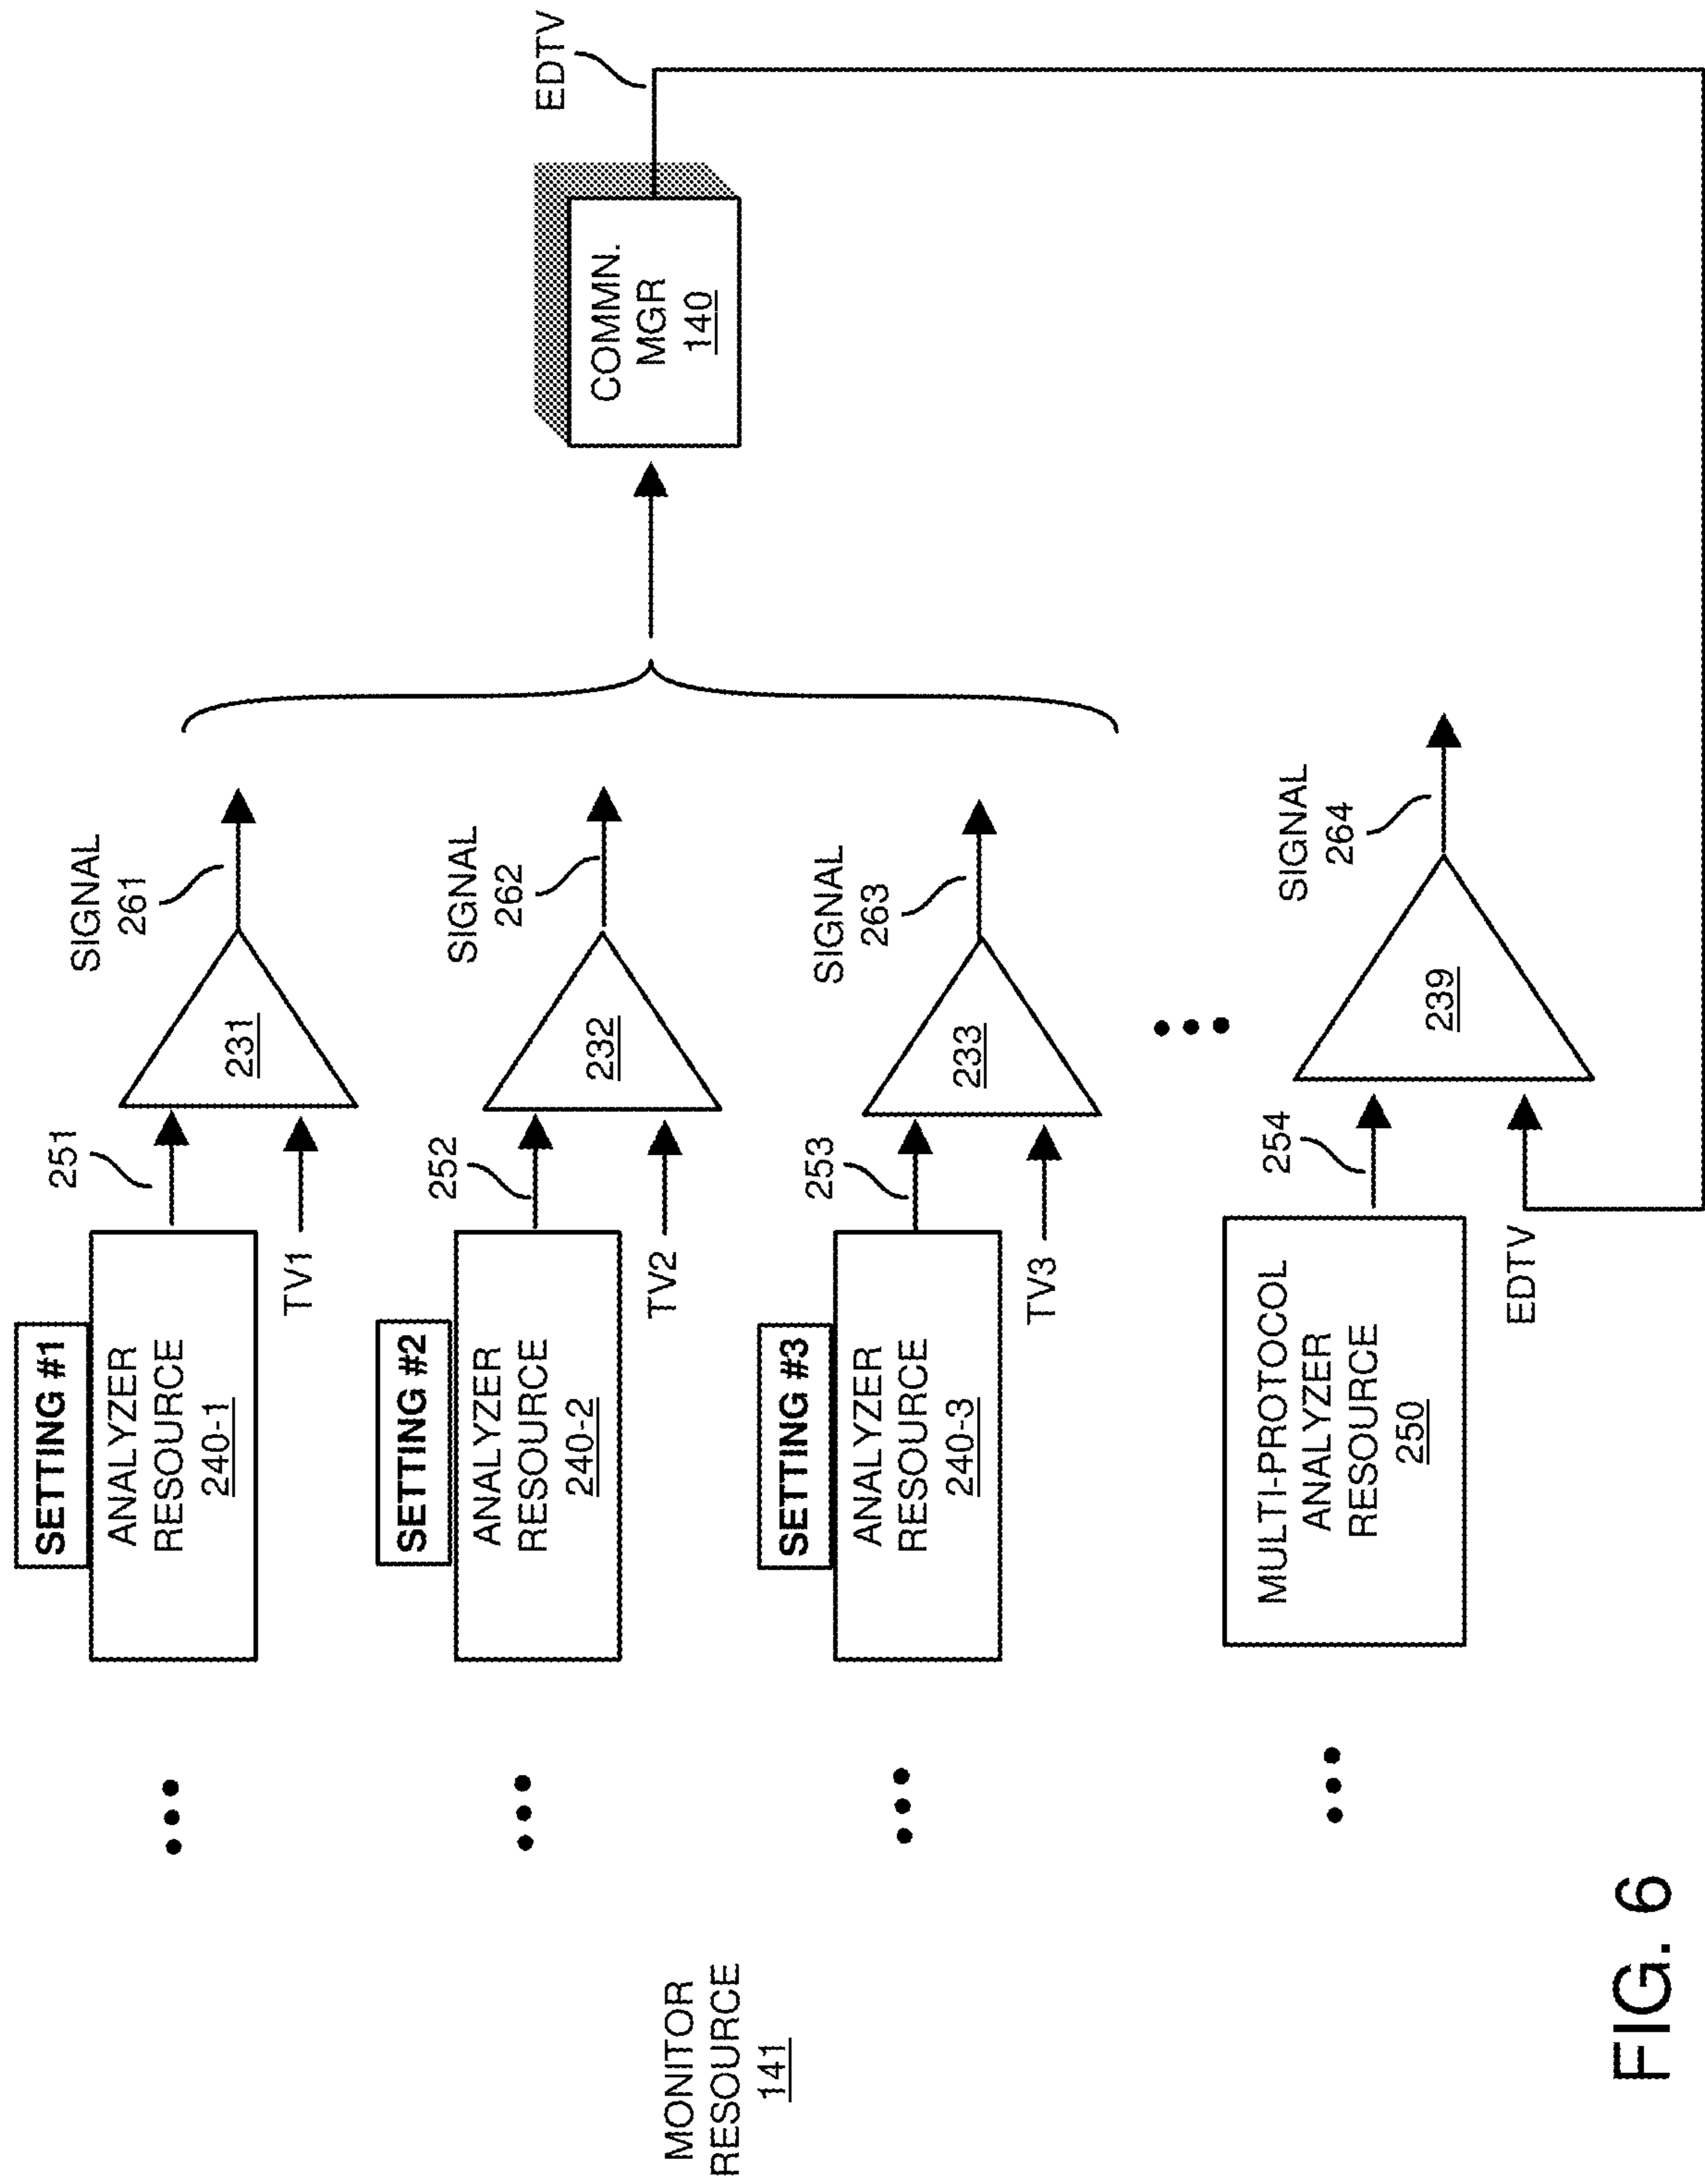 SETTING #1
ANALYZER
RESOURCE
240-1
251
TV1
231
SIGNAL
261
SETTING #2
ANALYZER
RESOURCE
240-2
252
TV2
232
SIGNAL
262
SETTING #3
ANALYZER
RESOURCE
240-3
253
TV3
233
SIGNAL
263
MULTI-PROTOCOL
ANALYZER
RESOURCE
250
254
EDTV
239
SIGNAL
264
COMMN.
MGR
140
EDTV
MONITOR
RESOURCE
141
FIG. 6